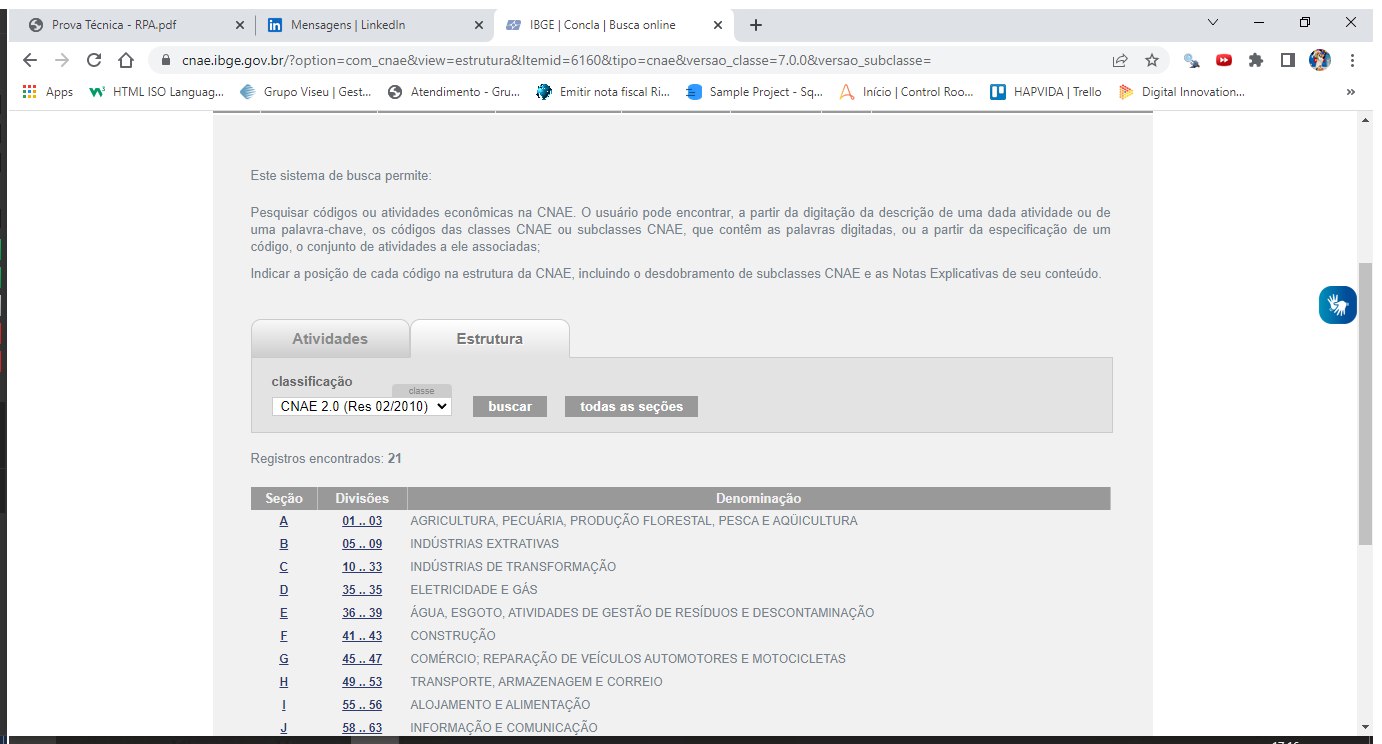 Prova Técnica - RPA.pdf
Mensagens | LinkedIn
IBGE | Concla | Busca online
cnae.ibge.gov.br/?option=com_cnae&view=estrutura&Itemid=6160&tipo=cnae&versao_classe=7.0.0&versao_subclasse=
Apps
HTML ISO Languag...
Grupo Viseu | Gest...
Atendimento - Gru...
Emitir nota fiscal Ri...
Sample Project - Sq...
Início | Control Roo...
HAPVIDA | Trello
Digital Innovation...
»
Este sistema de busca permite:
Pesquisar códigos ou atividades econômicas na CNAE. O usuário pode encontrar, a partir da digitação da descrição de uma dada atividade ou de
uma palavra-chave, os códigos das classes CNAE ou subclasses CNAE, que contêm as palavras digitadas, ou a partir da especificação de um
código, o conjunto de atividades a ele associadas;
Indicar a posição de cada código na estrutura da CNAE, incluindo o desdobramento de subclasses CNAE e as Notas Explicativas de seu conteúdo.
Atividades Estrutura
classificação
classe
CNAE 2.0 (Res 02/2010) buscar todas as seções
Registros encontrados: 21
Seção Divisões Denominação
A 01 .. 03 AGRICULTURA, PECUÁRIA, PRODUÇÃO FLORESTAL, PESCA E AQÜICULTURA
B 05 .. 09 INDÚSTRIAS EXTRATIVAS
C 10 .. 33 INDÚSTRIAS DE TRANSFORMAÇÃO
D 35 .. 35 ELETRICIDADE E GÁS
E 36 .. 39 ÁGUA, ESGOTO, ATIVIDADES DE GESTÃO DE RESÍDUOS E DESCONTAMINAÇÃO
F 41 .. 43 CONSTRUÇÃO
G 45 .. 47 COMÉRCIO; REPARAÇÃO DE VEÍCULOS AUTOMOTORES E MOTOCICLETAS
H 49 .. 53 TRANSPORTE, ARMAZENAGEM E CORREIO
I 55 .. 56 ALOJAMENTO E ALIMENTAÇÃO
J 58 .. 63 INFORMAÇÃO E COMUNICAÇÃO